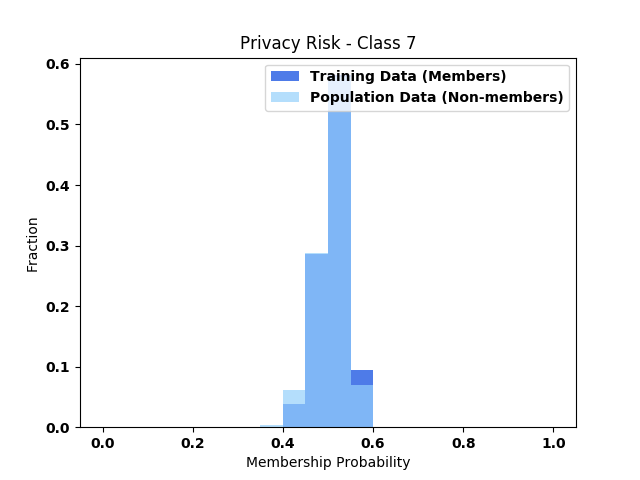 Privacy Risk - Class 7
Training Data (Members)
Population Data (Non-members)
0.6
0.5
0.4
0.3
0.2
0.1
0.0
Fraction
0.0 0.2 0.4 0.6 0.8 1.0
Membership Probability